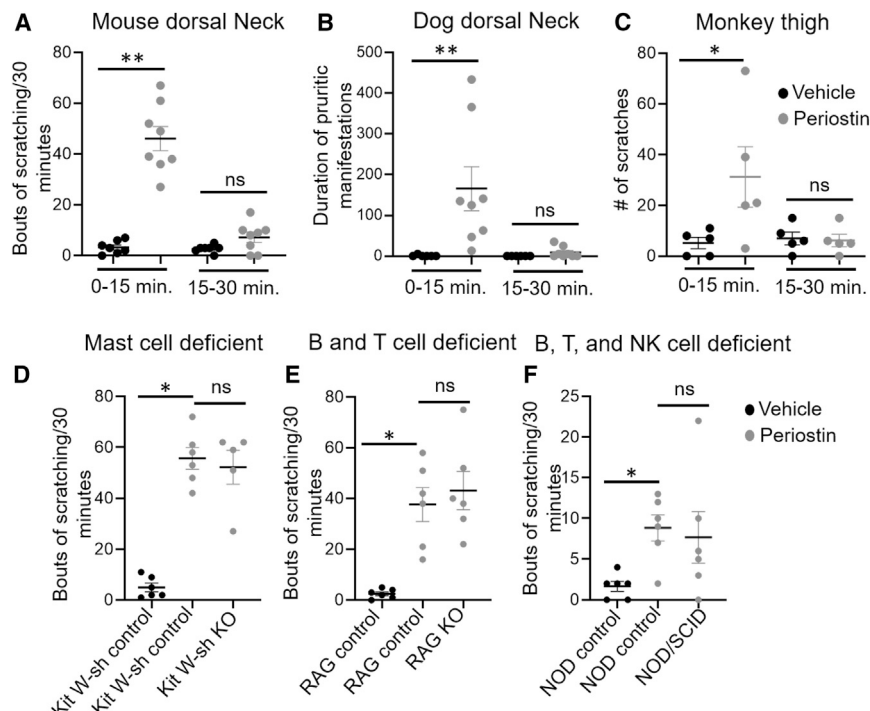 A Mouse dorsal Neck
Bouts of scratching/30
minutes
80
60
40
20
0
**
ns
0-15 min.
15-30 min.
B Dog dorsal Neck
Duration of pruritic
manifestations
500
400
300
200
100
0
**
ns
0-15 min.
15-30 min.
C Monkey thigh
# of scratches
80
60
40
20
0
*
ns
0-15 min.
15-30 min.
Vehicle
Periostin
Mast cell deficient
D
Bouts of scratching/30
minutes
80
60
40
20
0
*
ns
Kit W-sh control
Kit W-sh control
Kit W-sh KO
B and T cell deficient
E
Bouts of scratching/30
minutes
80
60
40
20
0
*
ns
RAG control
RAG control
RAG KO
B, T, and NK cell deficient
F
Bouts of scratching/30
minutes
25
20
15
10
5
0
*
ns
NOD control
NOD control
NOD/SCID
Vehicle
Periostin